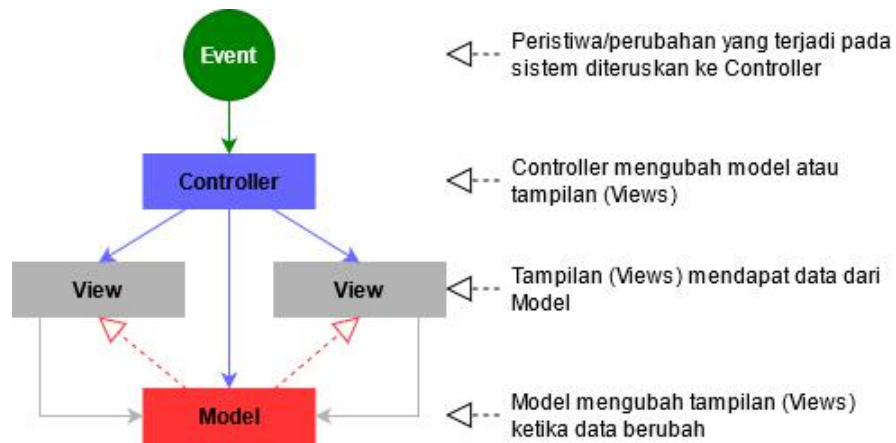 Event
Peristiwa/perubahan yang terjadi pada
sistem diteruskan ke Controller
Controller
Controller mengubah model atau
tampilan (Views)
View
View
Tampilan (Views) mendapat data dari
Model
Model
Model mengubah tampilan (Views)
ketika data berubah